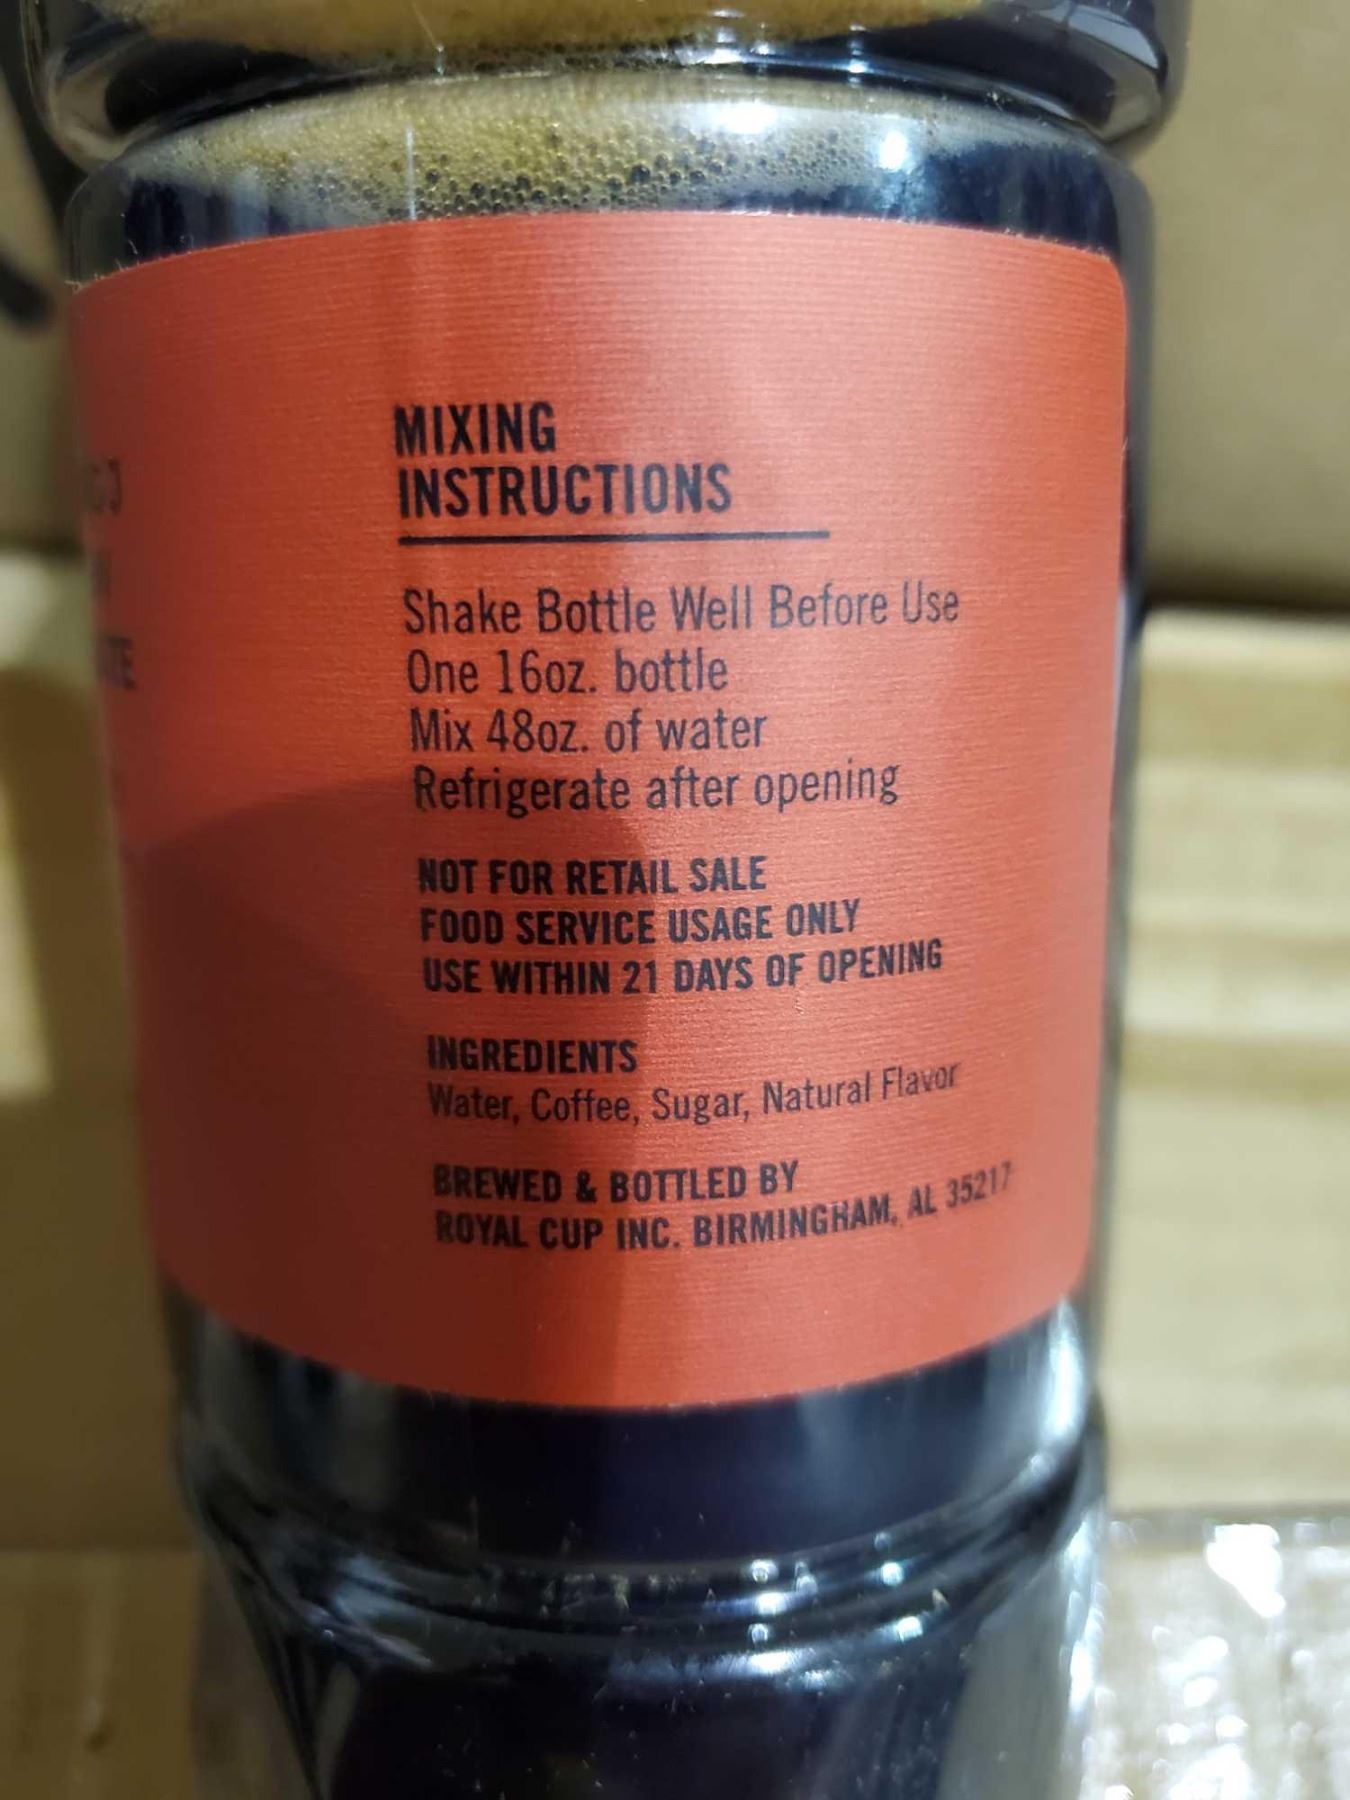 MIXING
INSTRUCTIONS
Shake Bottle Well Before Use
One 16oz. bottle
Mix 48oz. of water
Refrigerate after opening
NOT FOR RETAIL SALE
FOOD SERVICE USAGE ONLY
USE WITHIN 21 DAYS OF OPENING
INGREDIENTS
Water, Coffee, Sugar, Natural Flavor
BREWED & BOTTLED BY
ROYAL CUP INC. BIRMINGHAM, AL 35217